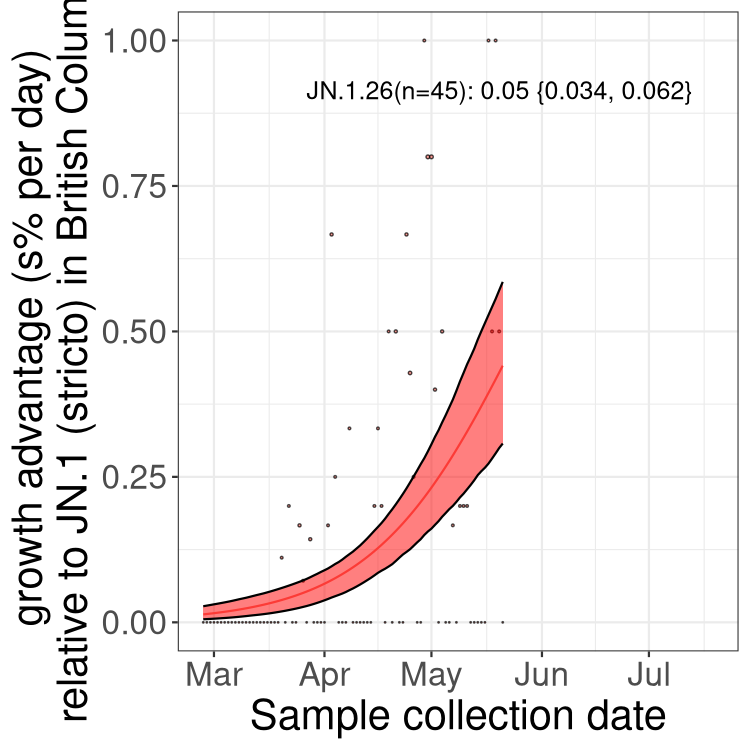 growth advantage (s% per day)
relative to JN.1 (stricto) in British Colum
1.00
0.75
0.50
0.25
0.00
JN.1.26(n=45): 0.05 {0.034, 0.062}
Mar Apr May Jun Jul
Sample collection date